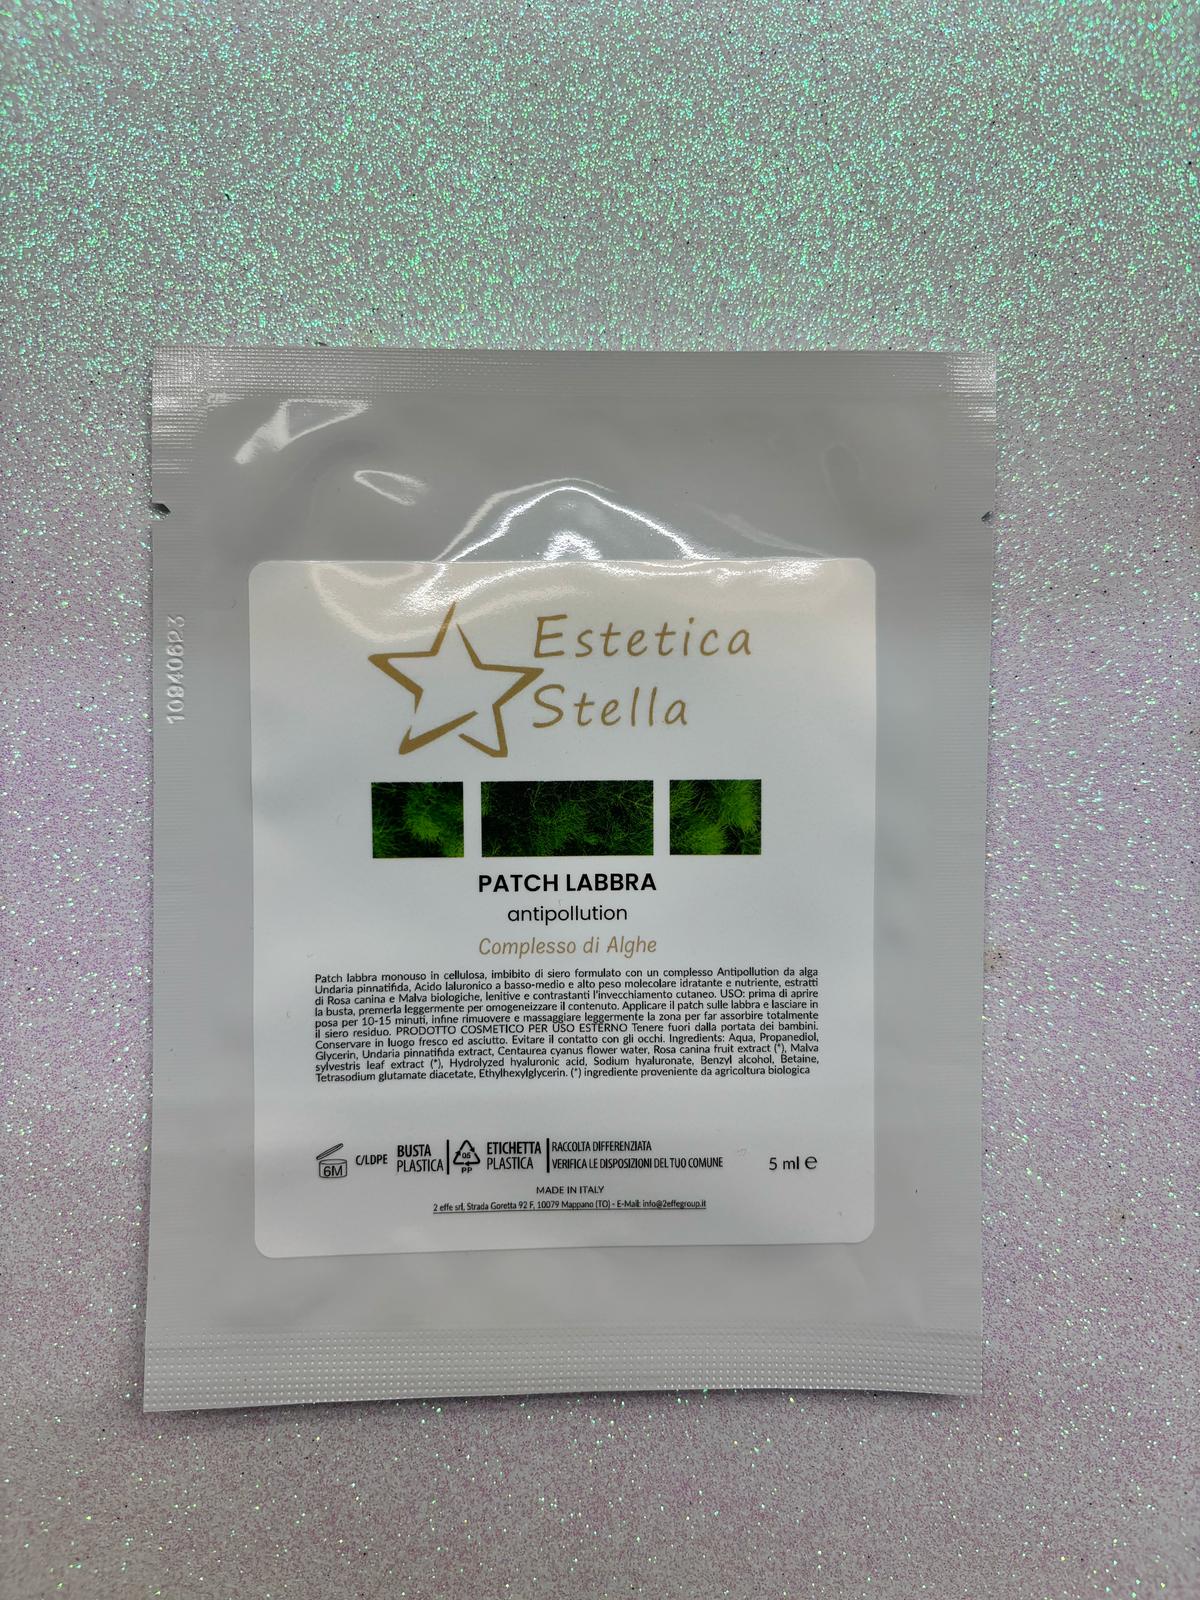 Estetica
Stella
10940623
PATCH LABBRA
antipollution
Complesso di Alghe
Patch labbra monouso in cellulosa, imbibito di siero formulato con un complesso Antipollution da alga
Undaria pinnatifida, Acido Ialuronico a basso-medio e alto peso molecolare idratante e nutriente, estratti
di Rosa canina e Malva biologiche, lenitive e contrastanti l'invecchiamento cutaneo. USO: prima di aprire
la busta, premerla leggermente per omogeneizzare il contenuto. Applicare il patch sulle labbra e lasciare in
posa per 10-15 minuti, infine rimuovere e massaggiare leggermente la zona per far assorbire totalmente
il siero residuo. PRODOTTO COSMETICO PER USO ESTERNO Tenere fuori dalla portata dei bambini.
Conservare in luogo fresco ed asciutto. Evitare il contatto con gli occhi. Ingredients: Aqua, Propanediol,
Glycerin, Undaria pinnatifida extract, Centaurea cyanus flower water, Rosa canina fruit extract (*), Malva
sylvestris leaf extract (*), Hydrolyzed hyaluronic acid, Sodium hyaluronate, Benzyl alcohol, Betaine,
Tetrasodium glutamate diacetate, Ethylhexylglycerin. (*) ingrediente proveniente da agricoltura biologica
6M
C/LDPE
BUSTA
PLASTICA
05
PP
ETICHETTA
PLASTICA
RACCOLTA DIFFERENZIATA
VERIFICA LE DISPOSIZIONI DEL TUO COMUNE
5 ml ℮
MADE IN ITALY
2 effe srl, Strada Goretta 92 F, 10079 Mappano (TO) - E-Mail: info@2effegroup.it